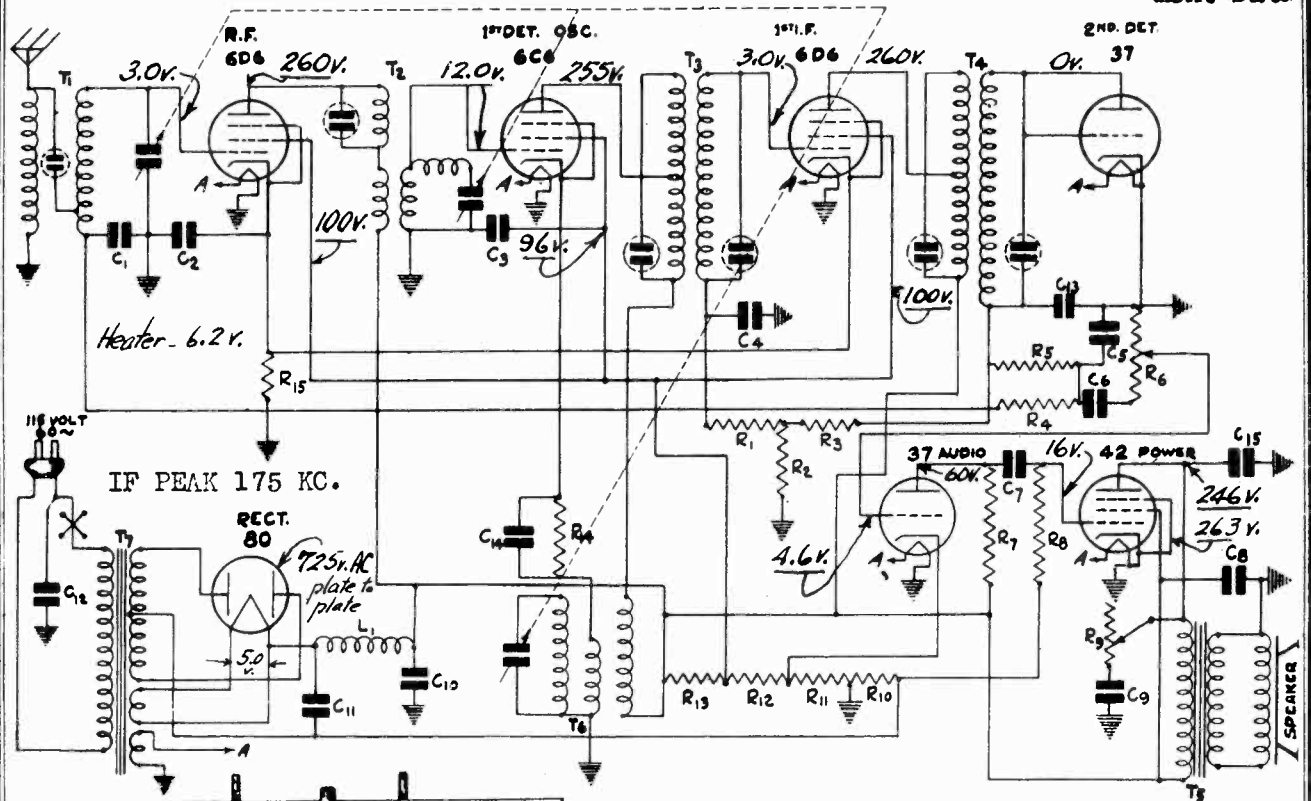 R.F. 1ST DET. OSC. 1ST I.F. 2ND. DET.
6D6 6C6 6D6 37
T1 3.0v. 260v. T2 12.0v. 255v. T3 3.0v. 260v. T4 0v.
A A A A
100v. 96v. 100v.
C1 C2 C3 C4 C13 C5
Heater - 6.2 v.
R15 R5 C6 R6
R1 R3 R4
R2
115 VOLT
60~
IF PEAK 175 KC.
37 AUDIO 16v. 42 POWER C15
60v. C7 246v.
263 v.
RECT.
80
T7 725v. AC
plate to
plate
C14 R14 4.6v. A R7 R8 A C8
C12 L1 R9
5.0
v.
C11 C10 R13 R12 R11 R10 C9 SPEAKER
T6
A
T5